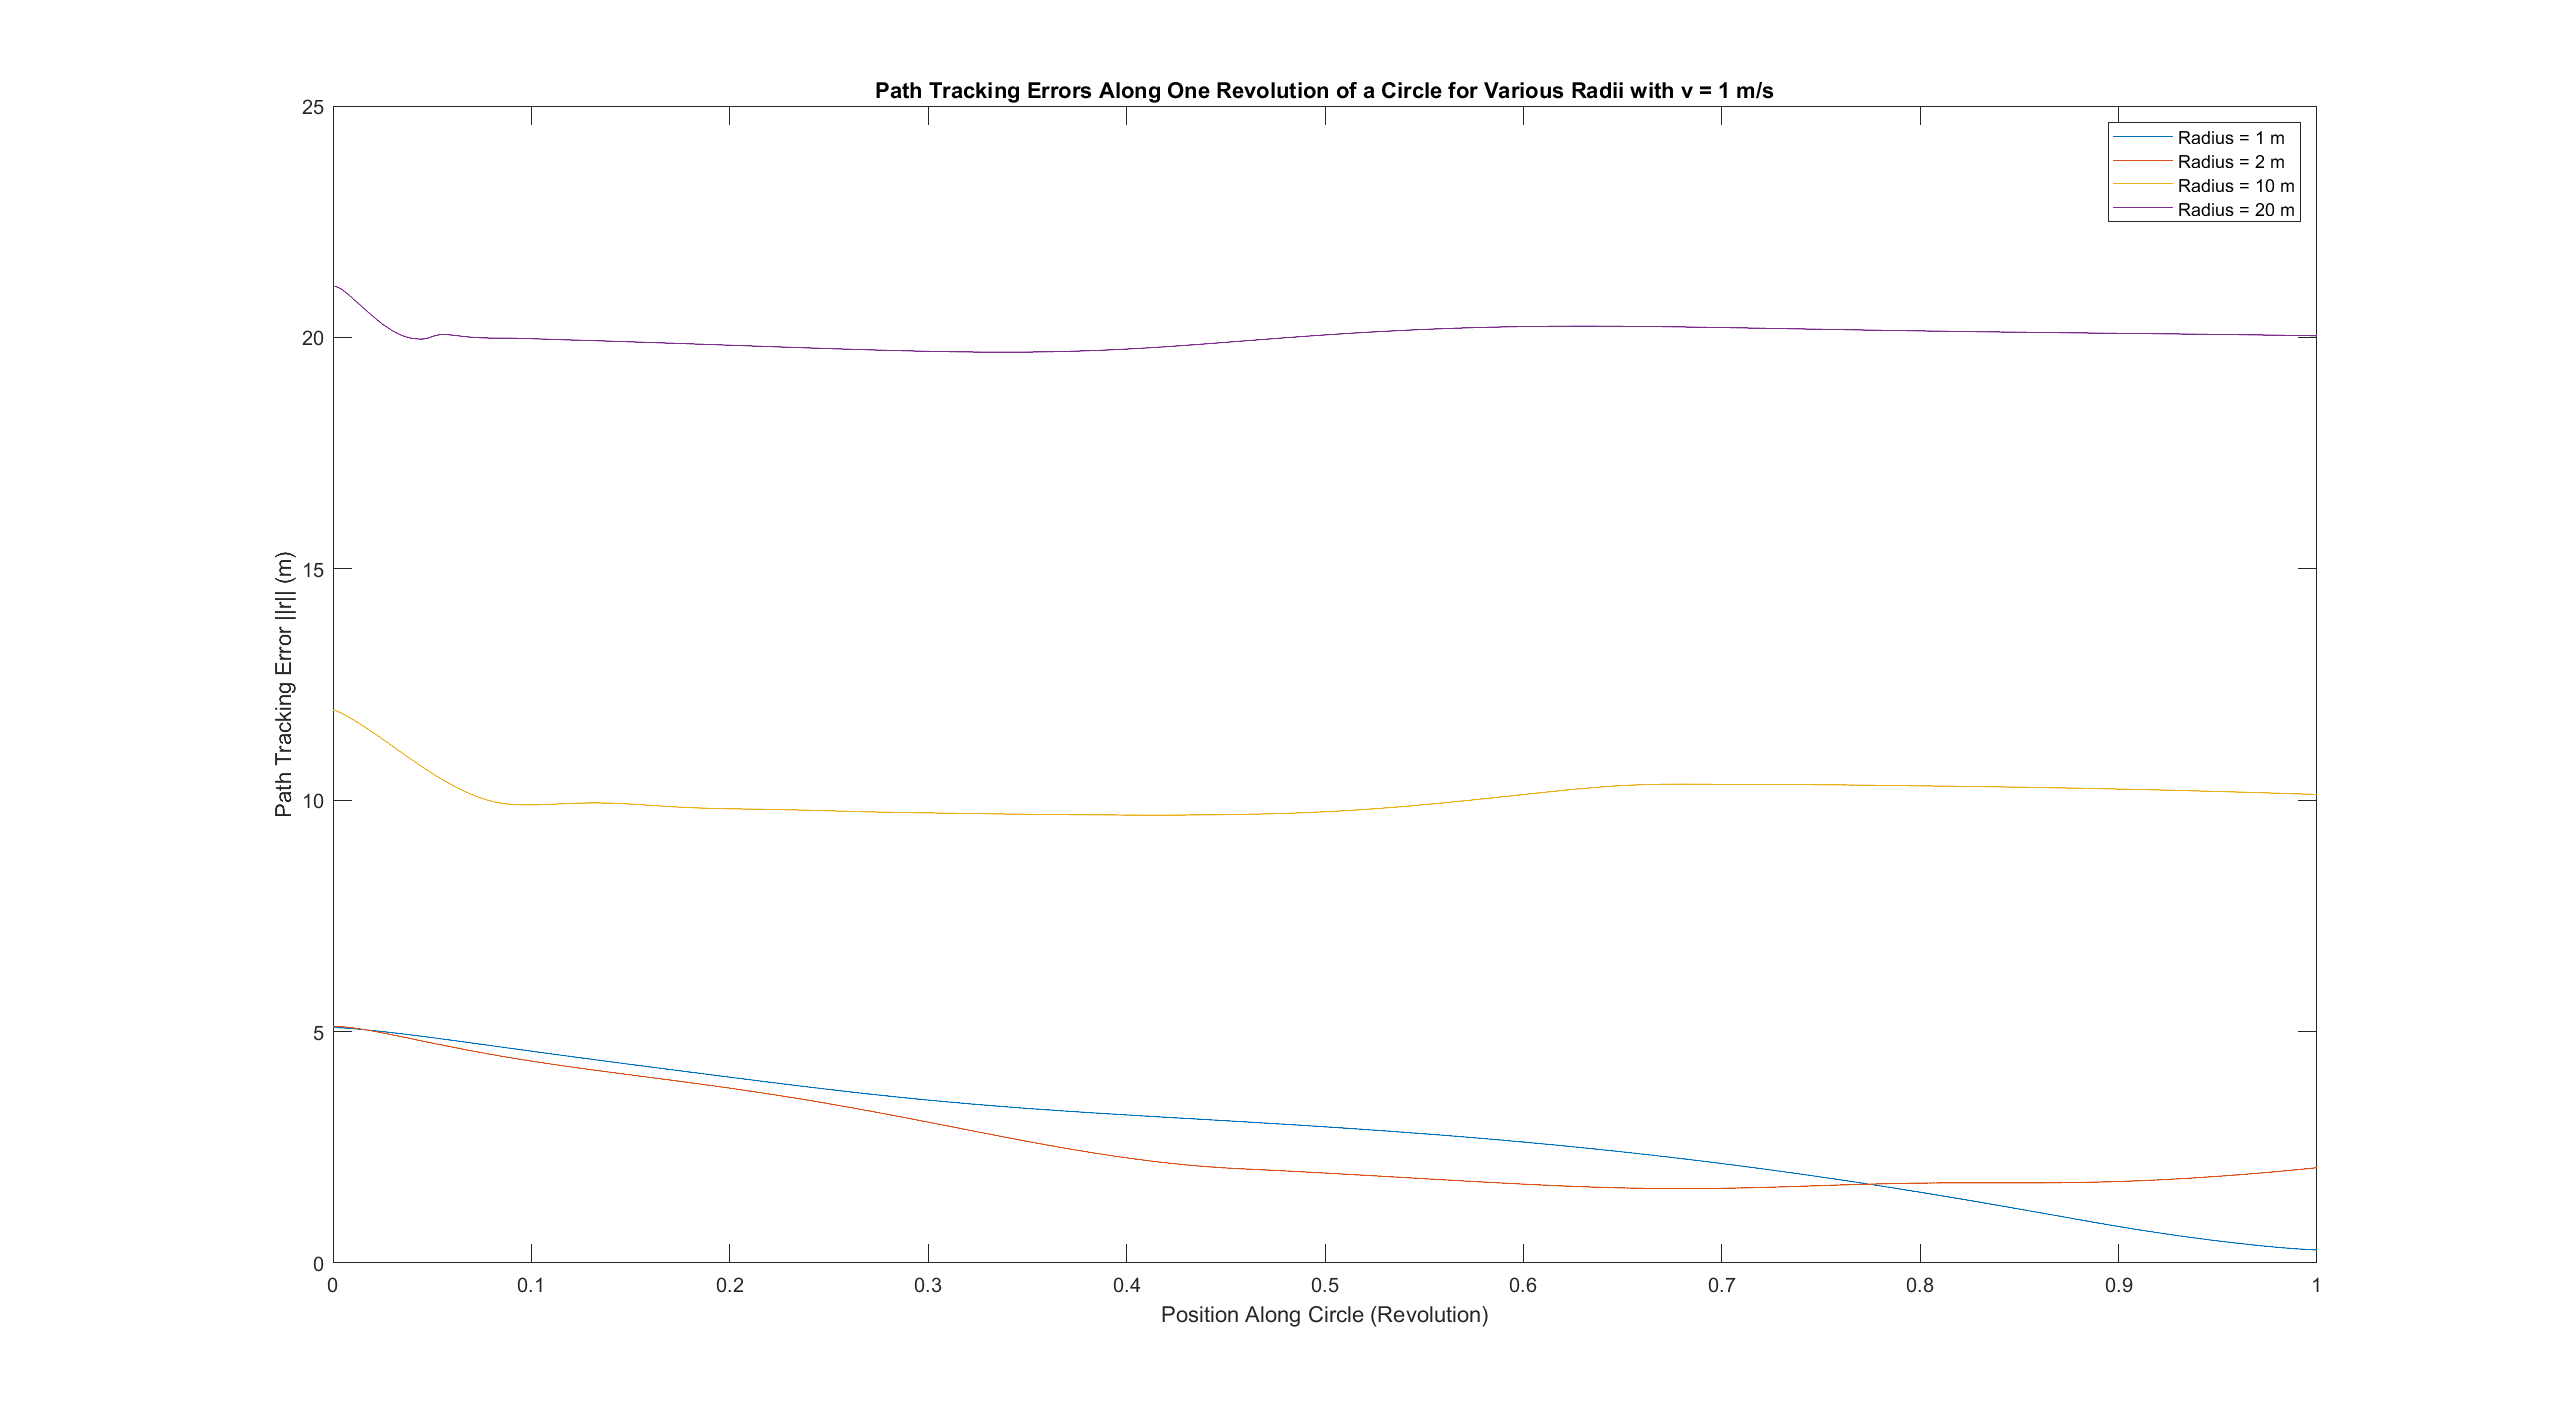 Path Tracking Errors Along One Revolution of a Circle for Various Radii with v = 1 m/s
25
20
15
10
5
0
Path Tracking Error ||r|| (m)
Radius = 1 m
Radius = 2 m
Radius = 10 m
Radius = 20 m
0 0.1 0.2 0.3 0.4 0.5 0.6 0.7 0.8 0.9 1
Position Along Circle (Revolution)